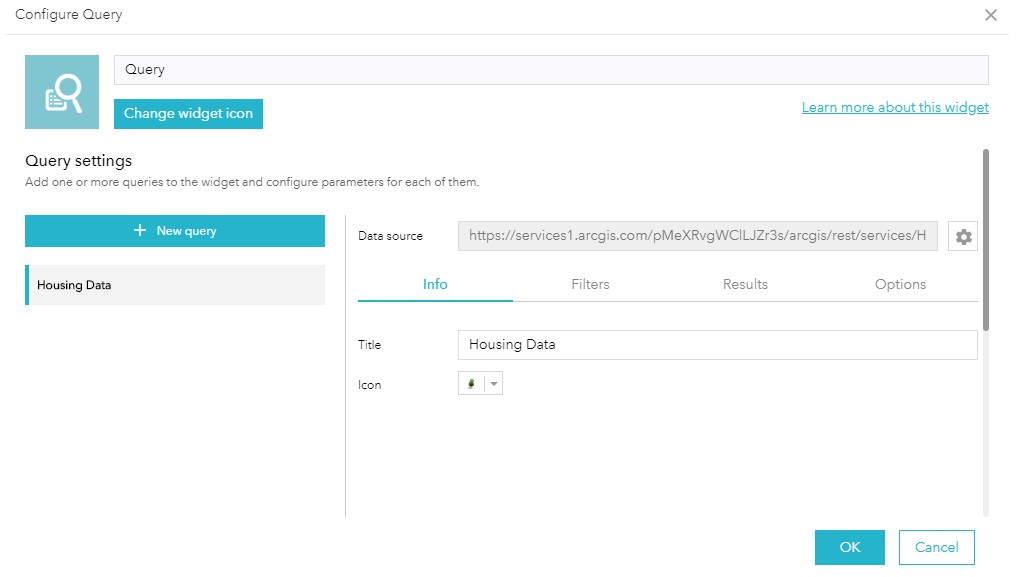 Configure Query
Query
Change widget icon
Learn more about this widget
Query settings
Add one or more queries to the widget and configure parameters for each of them.
+ New query
Housing Data
Data source
https://services1.arcgis.com/pMeXRvgWClLJZr3s/arcgis/rest/services/H
Info
Filters
Results
Options
Title
Housing Data
Icon
OK
Cancel